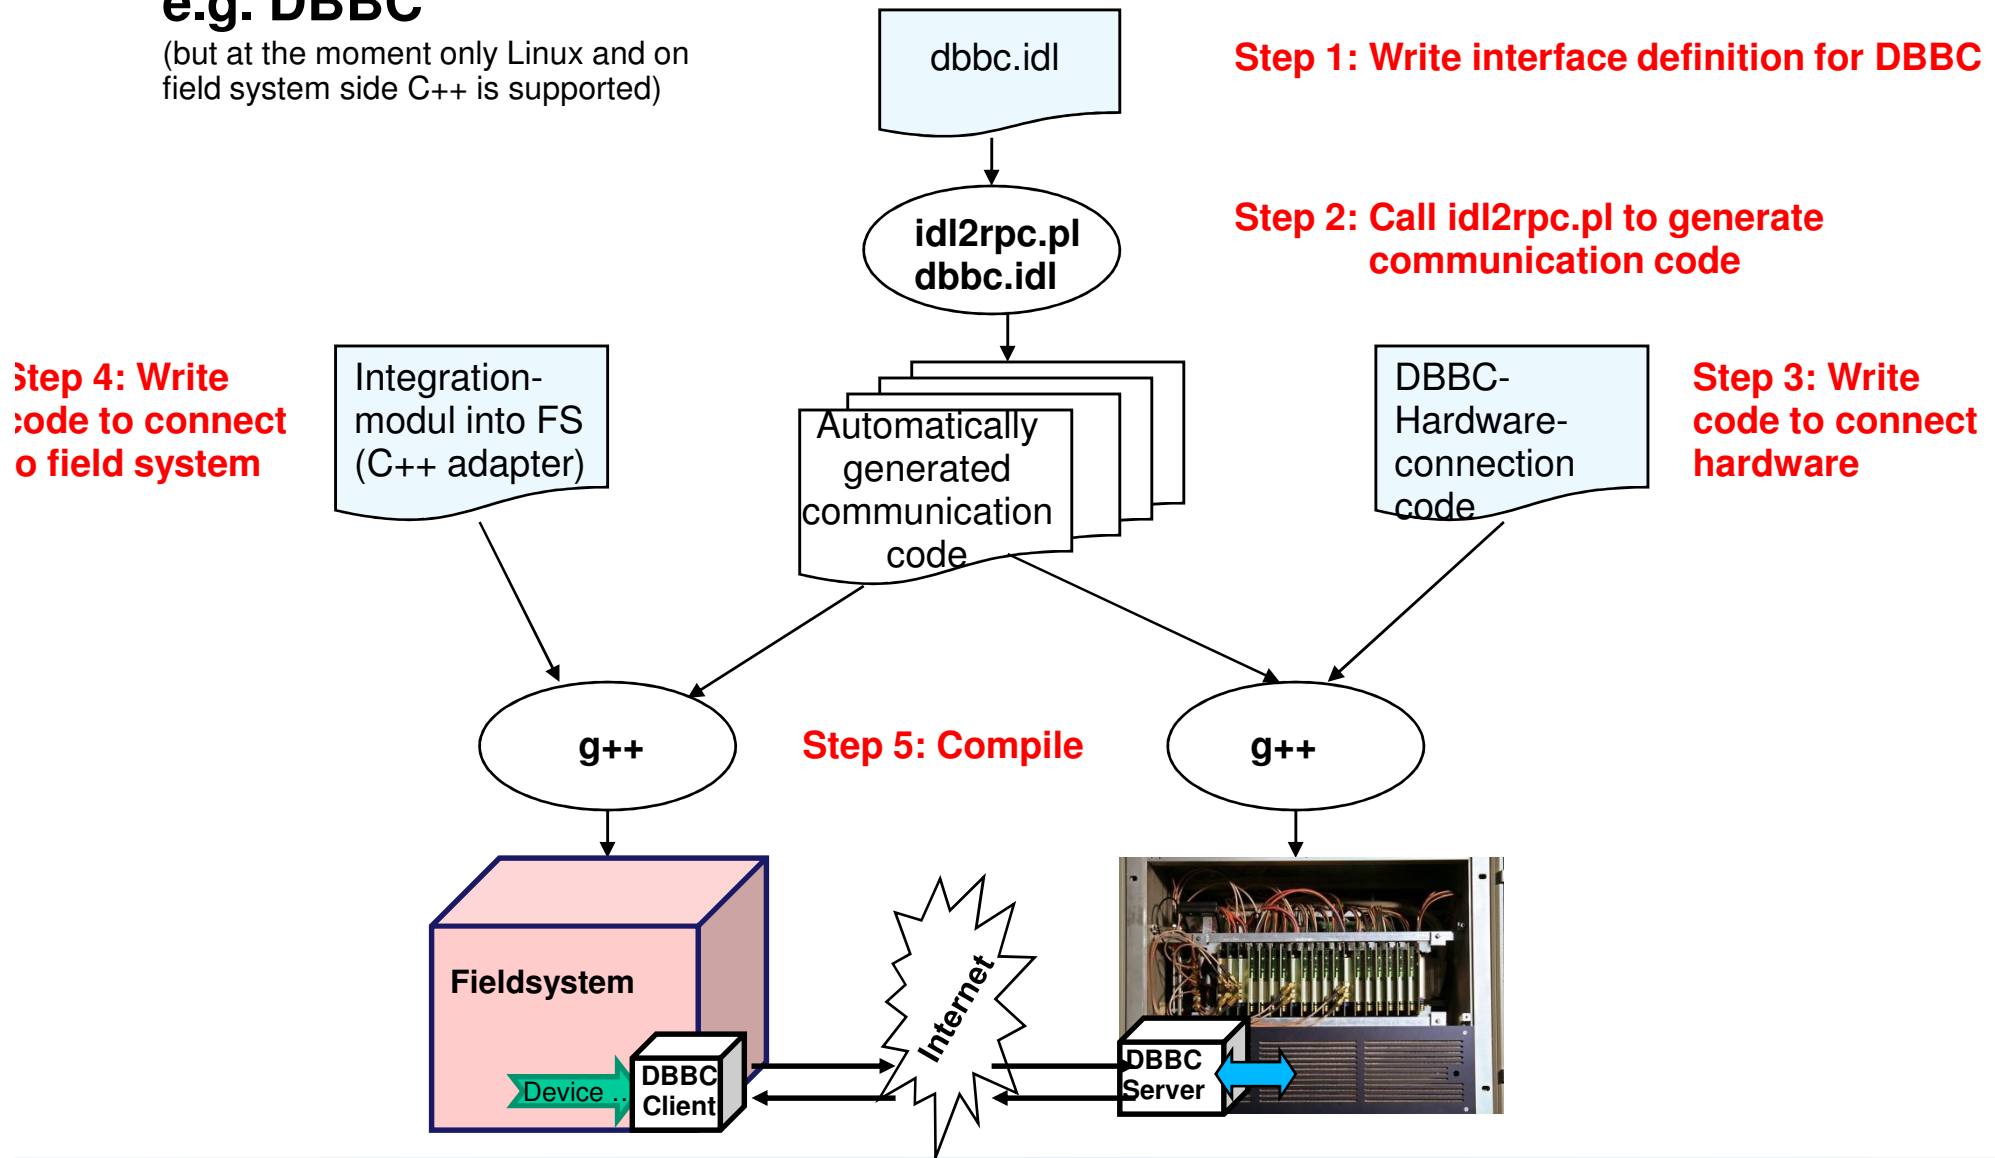 e.g. DBBC
(but at the moment only Linux and on
field system side C++ is supported)
dbbc.idl
Step 1: Write interface definition for DBBC
idl2rpc.pl
dbbc.idl
Step 2: Call idl2rpc.pl to generate
communication code
Step 4: Write
code to connect
to field system
Integration-
modul into FS
(C++ adapter)
Automatically
generated
communication
code
DBBC-
Hardware-
connection
code
Step 3: Write
code to connect
hardware
g++
Step 5: Compile
g++
Fieldsystem
Device ..
DBBC
Client
Internet
DBBC
Server